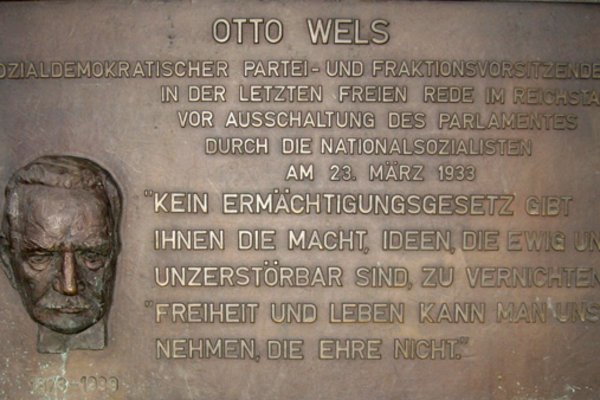 OTTO WELS
OZIALDEMOKRATISCHER PARTEI - UND FRAKTIONSVORSITZENDE
IN DER LETZTEN FREIEN REDE IM REICHSTA
VOR AUSSCHALTUNG DES PARLAMENTES
DURCH DIE NATIONALSOZIALISTEN
AM 23. MÄRZ 1933
"KEIN ERMÄCHTIGUNGSGESETZ GIBT
IHNEN DIE MACHT, IDEEN, DIE EWIG UN
UNZERSTÖRBAR SIND, ZU VERNICHTEN
"FREIHEIT UND LEBEN KANN MAN UNS
NEHMEN, DIE EHRE NICHT."